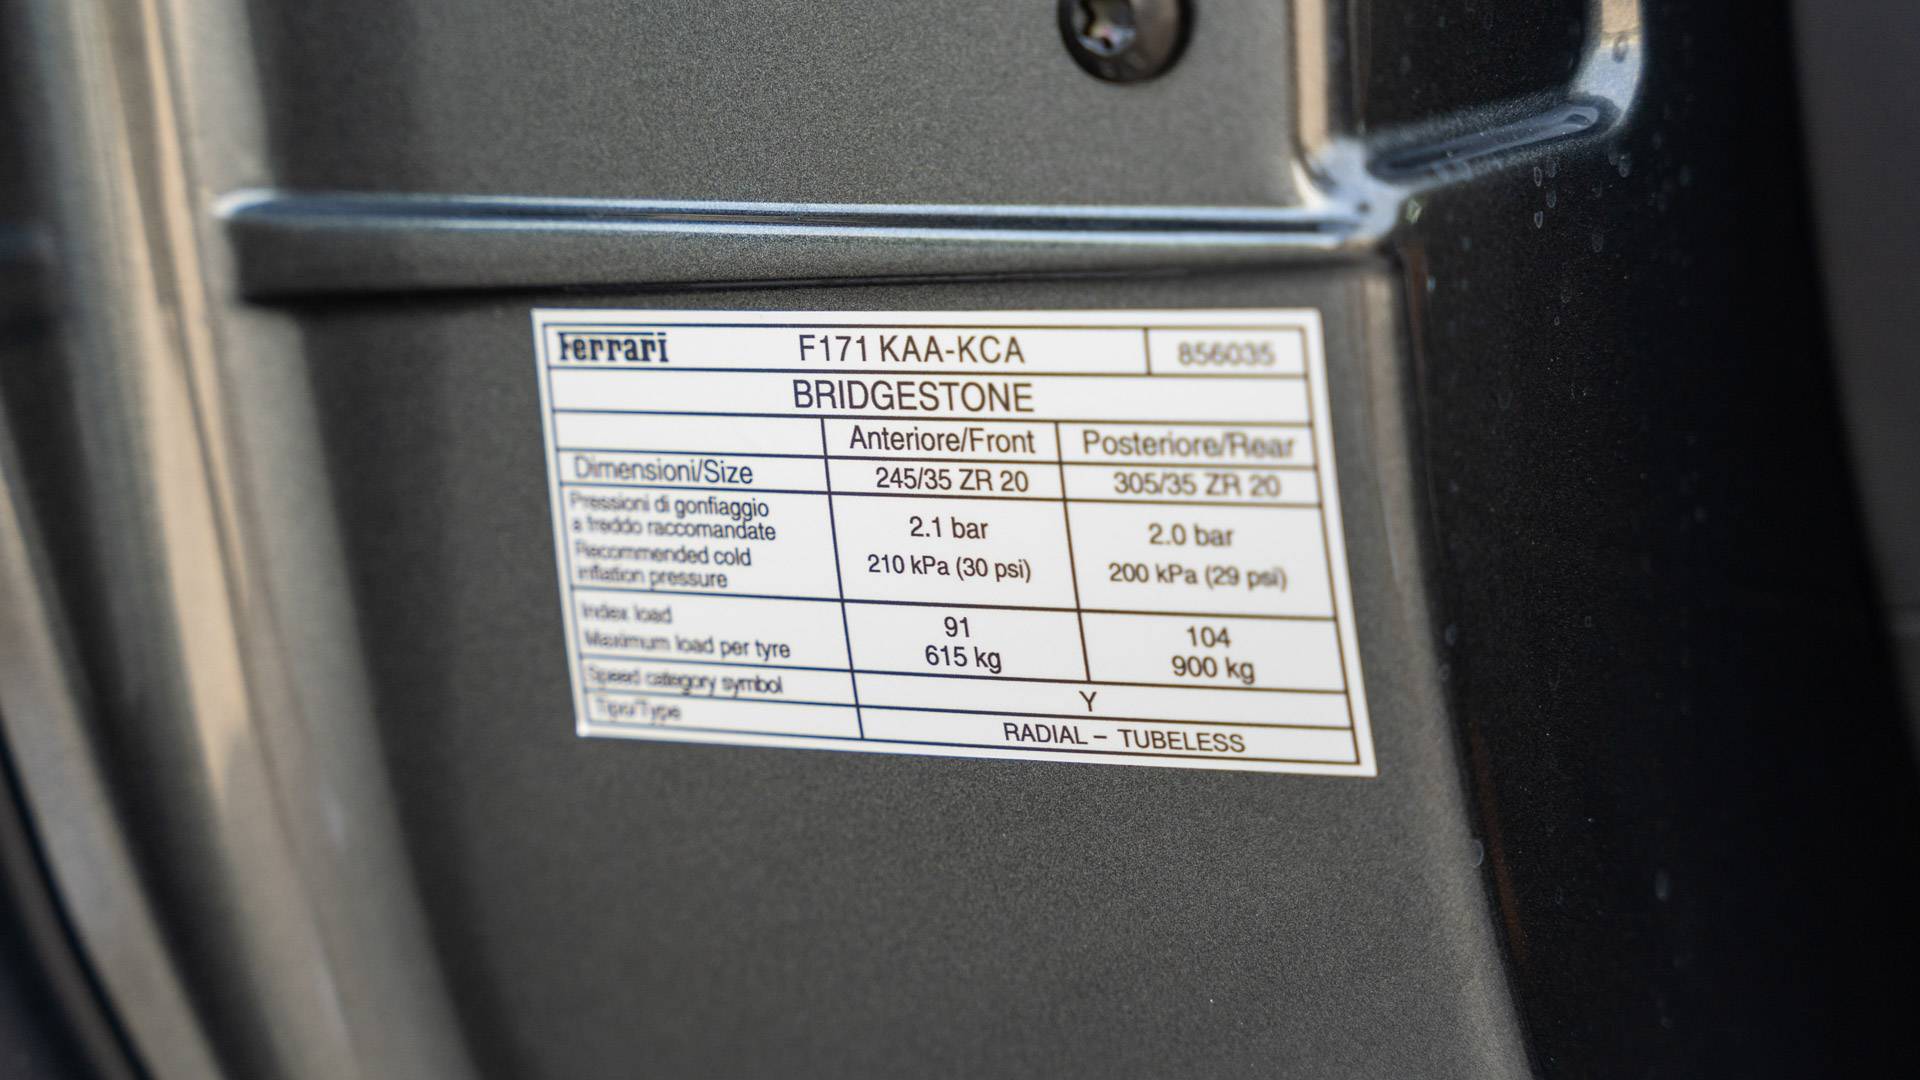 Ferrari F171 KAA-KCA 856035
BRIDGESTONE
Anteriore/Front Posteriore/Rear
Dimensioni/Size 245/35 ZR 20 305/35 ZR 20
Pressioni di gonfiaggio
a freddo raccomandate
Recommended cold
inflation pressure
2.1 bar 2.0 bar
210 kPa (30 psi) 200 kPa (29 psi)
Index load 91 104
Maximum load per tyre 615 kg 900 kg
Speed category symbol Y
Tipo/Type RADIAL – TUBELESS